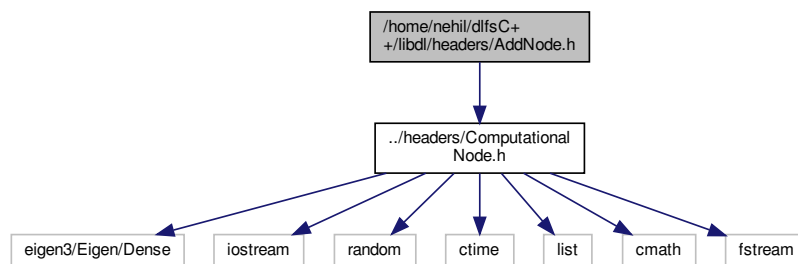 /home/nehil/dlfsC+
+/libdl/headers/AddNode.h
../headers/Computational
Node.h
eigen3/Eigen/Dense
iostream
random
ctime
list
cmath
fstream